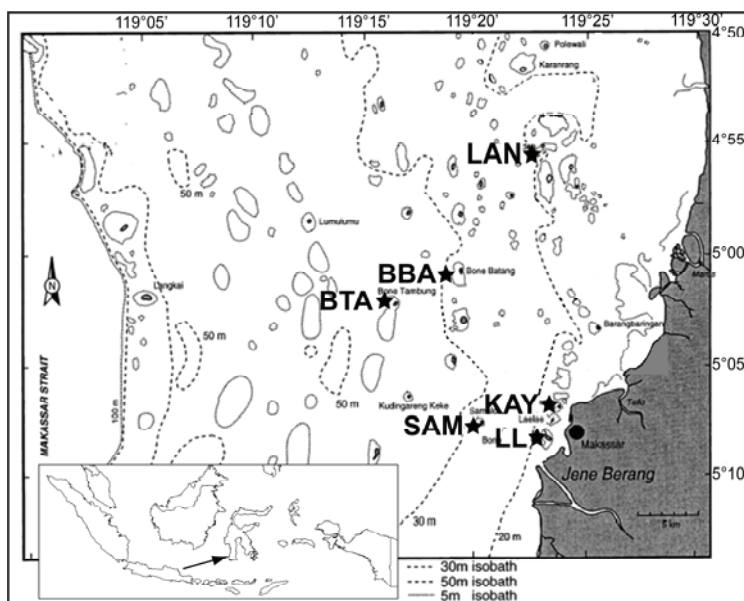 119°05' 119°10' 119°15' 119°20' 119°25' 119°30'
4°50'
Polewali
Karanrang
4°55'
LAN
50 m
Lumulumu
5°00'
BBA
Bone Batang
Langkai
Bone Tambung
BTA
N
50 m
Barangbaringan
5°05'
MAKASSAR STRAIT
100 m
50 m
Kudingareng Keke
KAY
Tello
SAM
Laelae
LL
Makassar
Jene Berang
5°10'
30 m
20 m
5 km
30m isobath
50m isobath
5m isobath